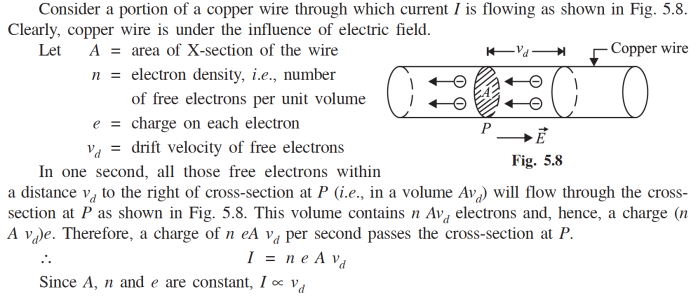 Consider a portion of a copper wire through which current I is flowing as shown in Fig. 5.8.
Clearly, copper wire is under the influence of electric field.
Let A = area of X-section of the wire
n = electron density, i.e., number
of free electrons per unit volume
e = charge on each electron
v_d = drift velocity of free electrons
v_d
Copper wire
A
P
E⃗
Fig. 5.8
In one second, all those free electrons within
a distance v_d to the right of cross-section at P (i.e., in a volume Av_d) will flow through the cross-
section at P as shown in Fig. 5.8. This volume contains n Av_d electrons and, hence, a charge (n
A v_d)e. Therefore, a charge of n eA v_d per second passes the cross-section at P.
∴ I = n e A v_d
Since A, n and e are constant, I ∝ v_d